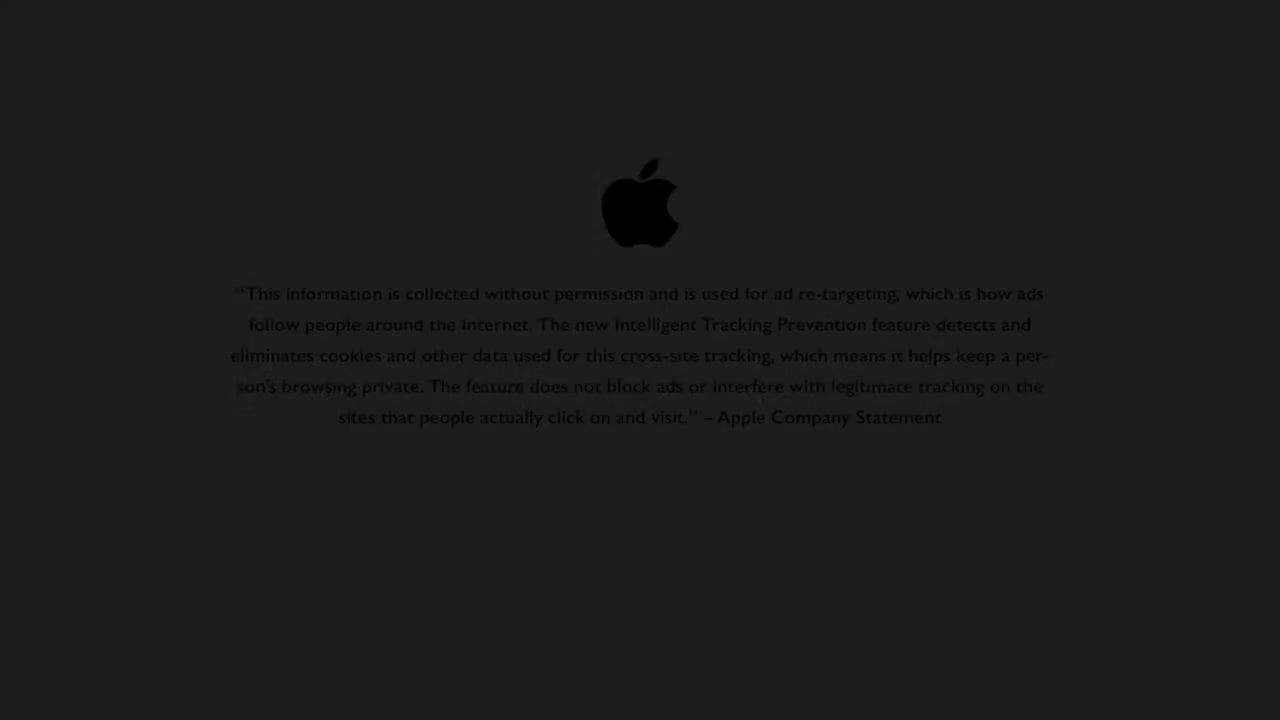 “This information is collected without permission and is used for ad re-targeting, which is how ads
follow people around the Internet. The new Intelligent Tracking Prevention feature detects and
eliminates cookies and other data used for this cross-site tracking, which means it helps keep a per-
son’s browsing private. The feature does not block ads or interfere with legitimate tracking on the
sites that people actually click on and visit.” – Apple Company Statement